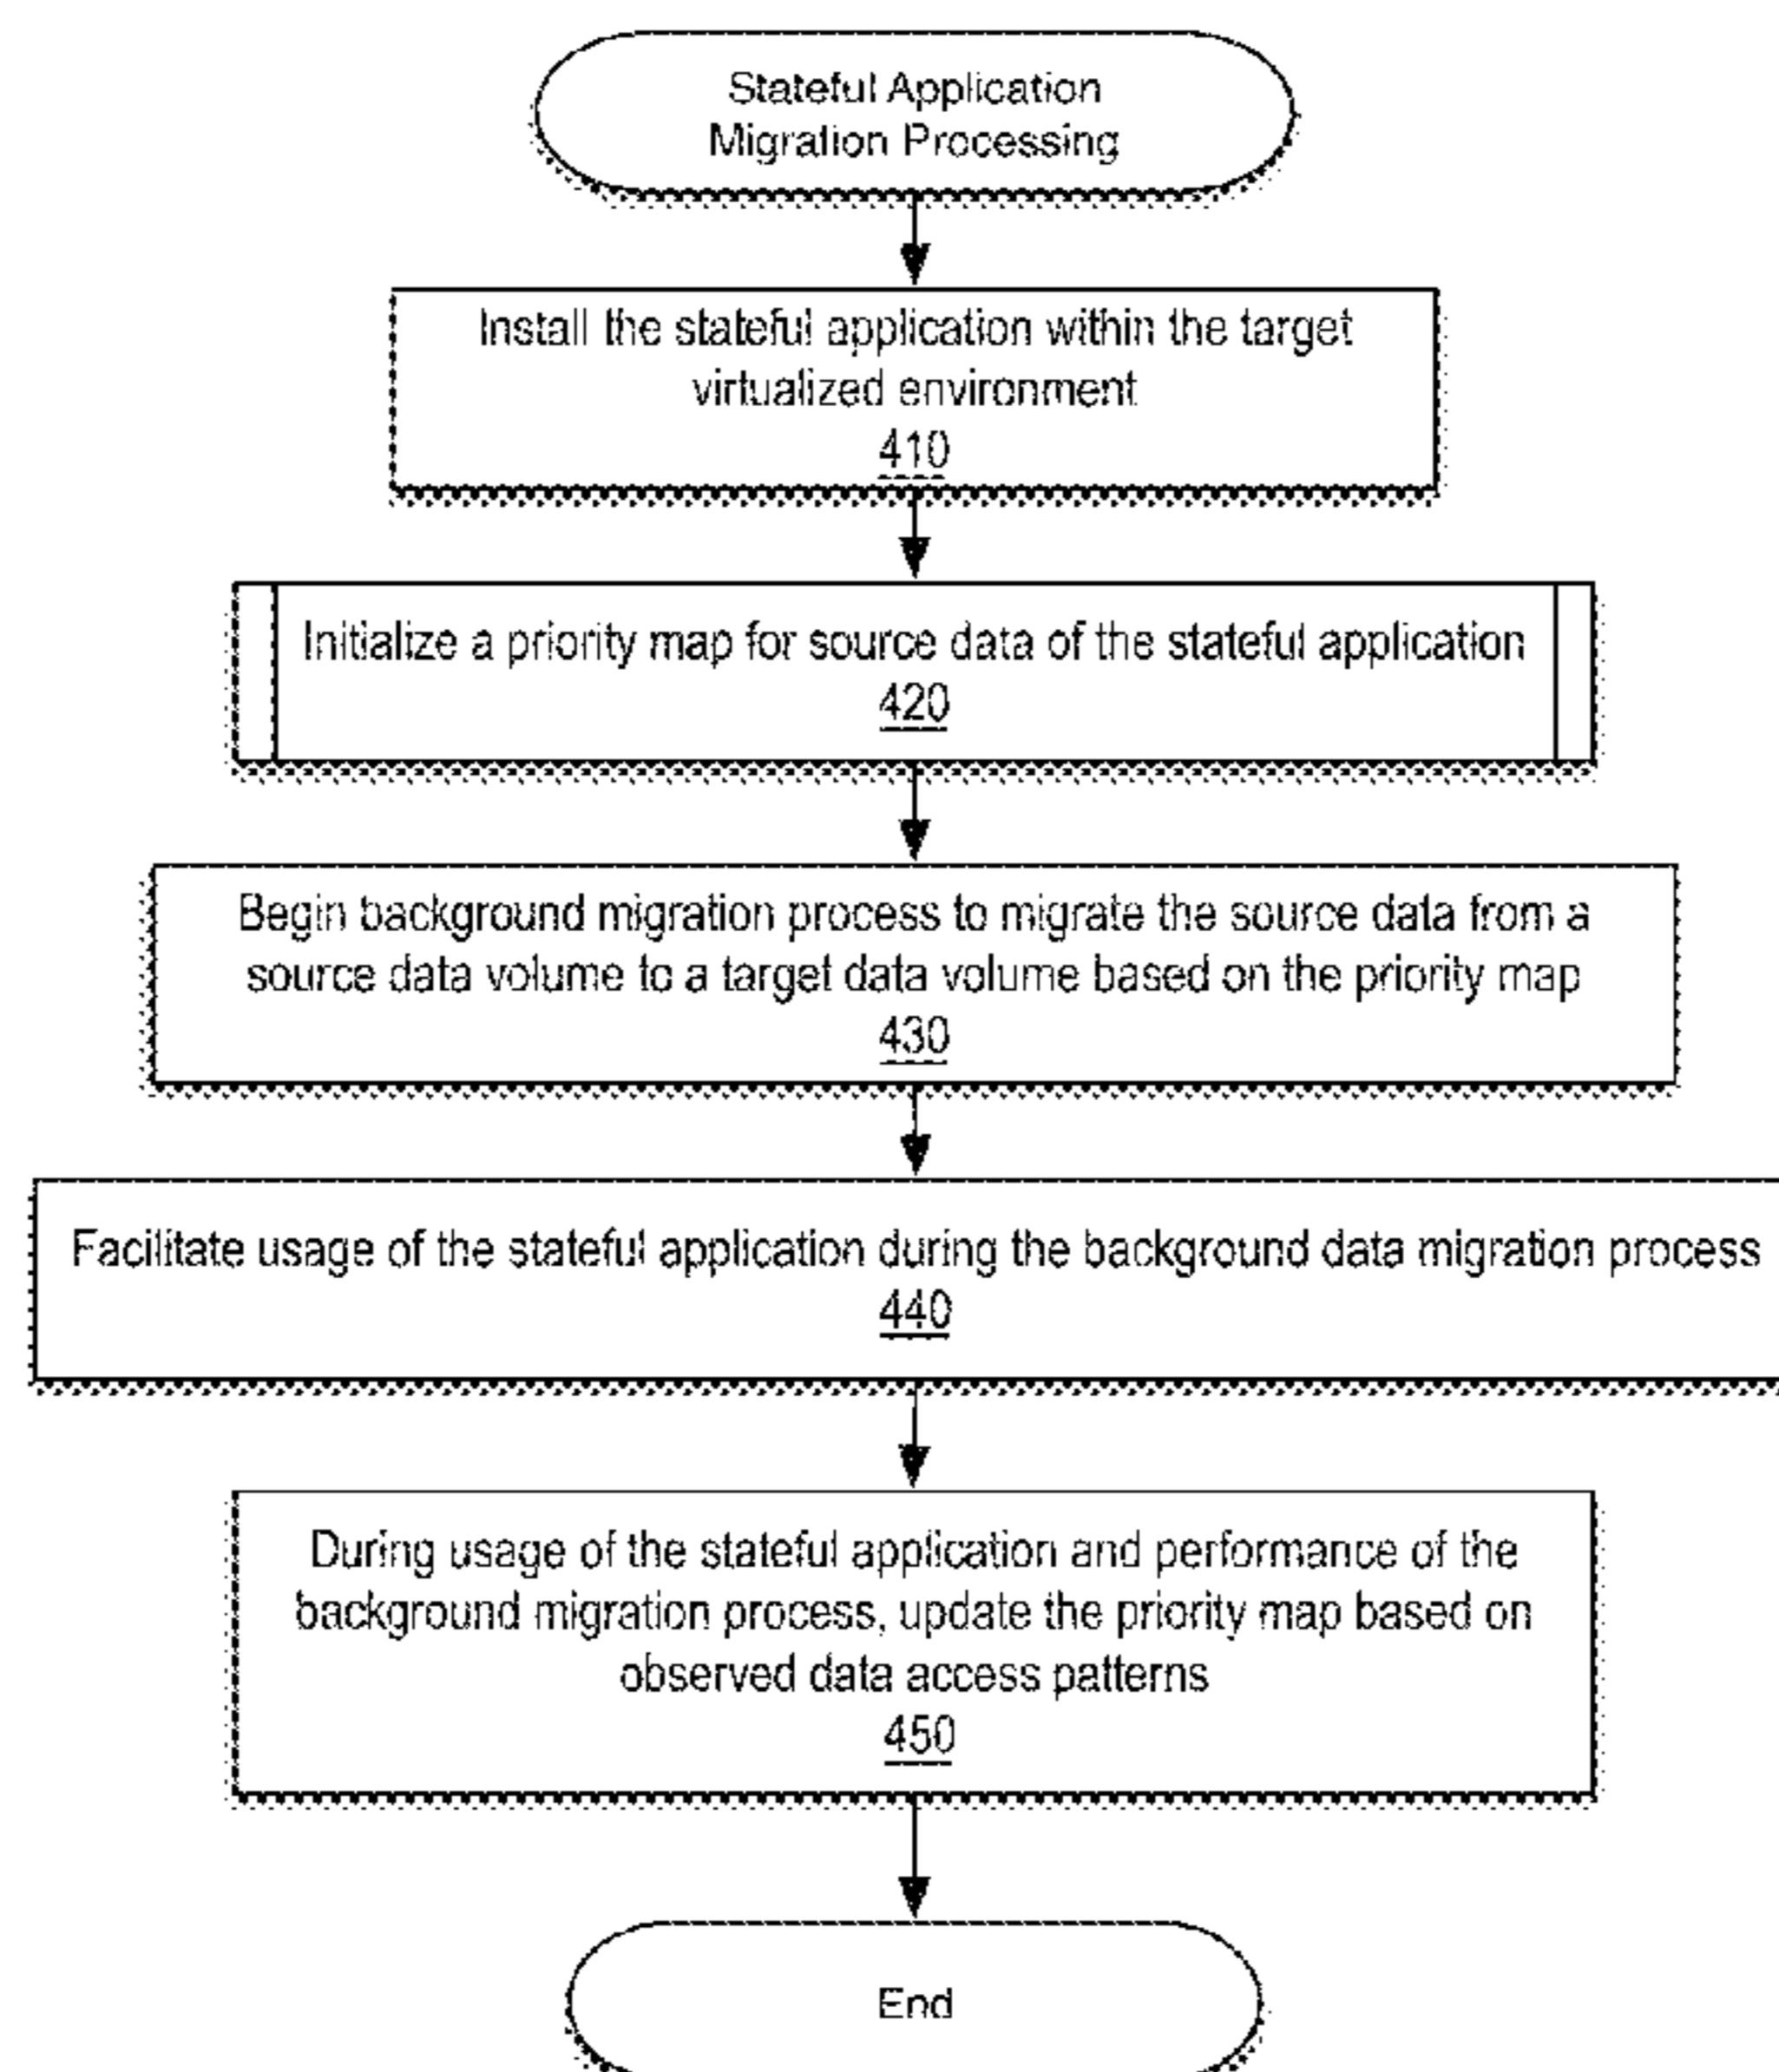 Stateful Application
Migration Processing
Install the stateful application within the target
virtualized environment
410
Initialize a priority map for source data of the stateful application
420
Begin background migration process to migrate the source data from a
source data volume to a target data volume based on the priority map
430
Facilitate usage of the stateful application during the background data migration process
440
During usage of the stateful application and performance of the
background migration process, update the priority map based on
observed data access patterns
450
End